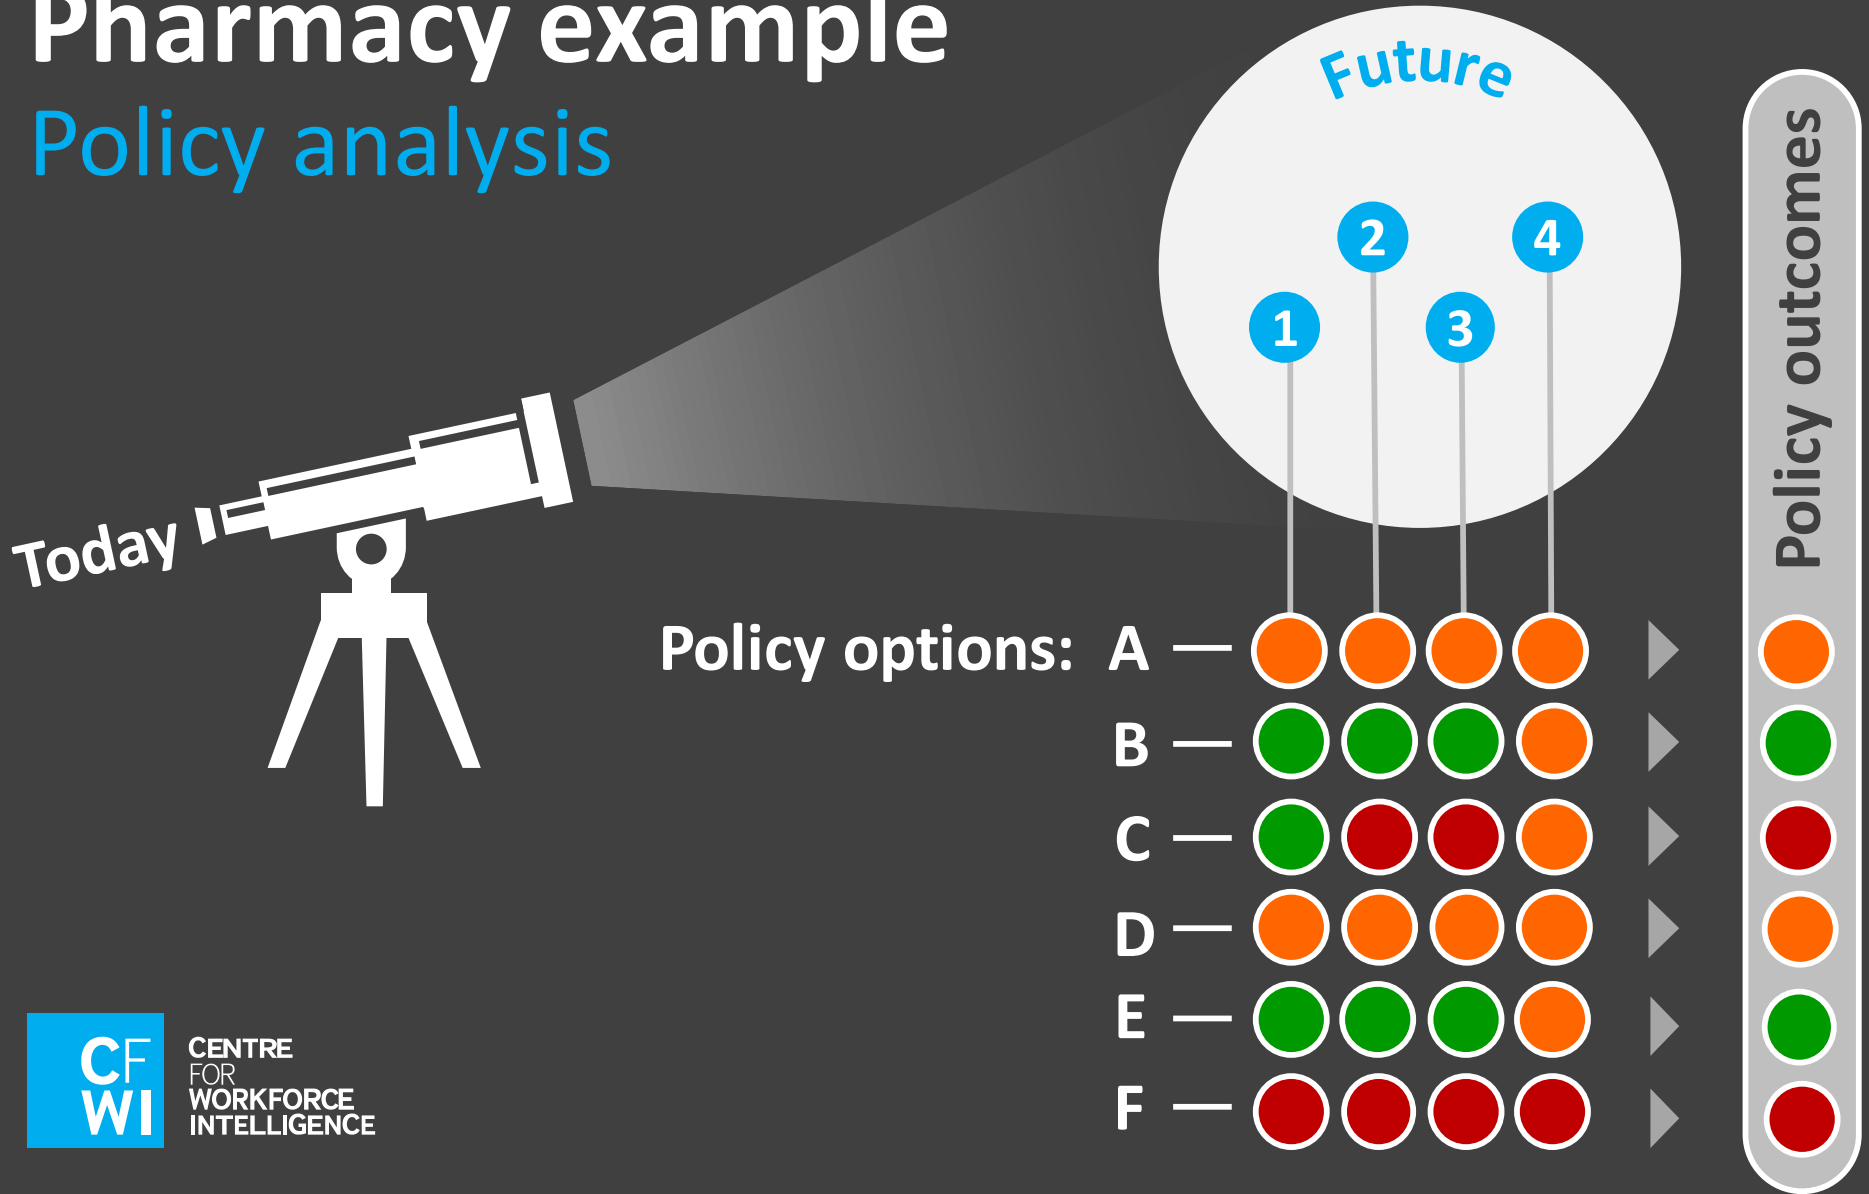 Pharmacy example
Policy analysis
Future
2
4
1
3
Today
Policy outcomes
Policy options: A
B
C
D
E
F
CF
WI
CENTRE
FOR
WORKFORCE
INTELLIGENCE